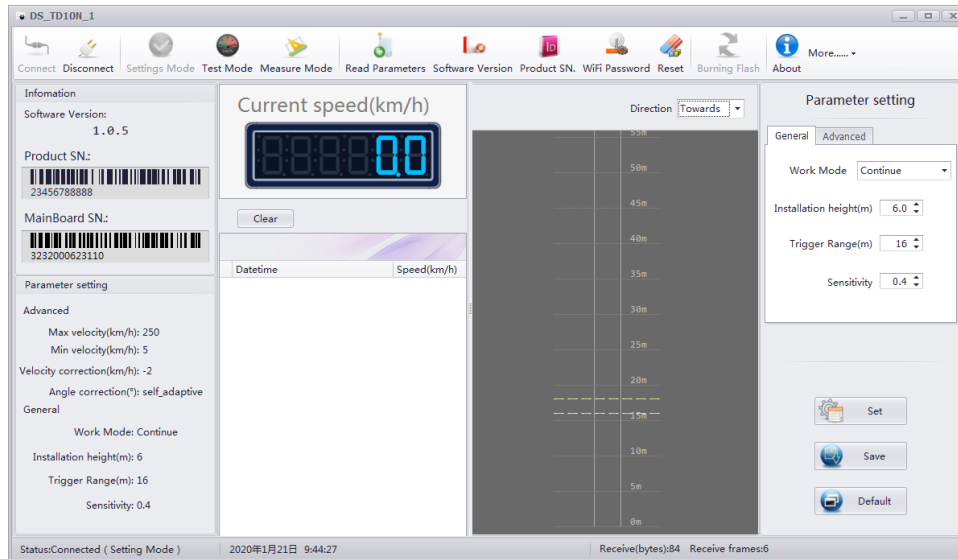 DS_TD10N_1
Connect Disconnect Settings Mode Test Mode Measure Mode Read Parameters Software Version Product SN. WiFi Password Reset Burning Flash About More......
Infomation
Software Version:
1.0.5
Product SN.:
23456788888
MainBoard SN.:
3232000623110
Parameter setting
Advanced
Max velocity(km/h): 250
Min velocity(km/h): 5
Velocity correction(km/h): -2
Angle correction(°): self_adaptive
General
Work Mode: Continue
Installation height(m): 6
Trigger Range(m): 16
Sensitivity: 0.4
Current speed(km/h)
0.0
Clear
Datetime Speed(km/h)
Direction Towards
55m
50m
45m
40m
35m
30m
25m
20m
15m
10m
5m
0m
Parameter setting
General Advanced
Work Mode Continue
Installation height(m) 6.0
Trigger Range(m) 16
Sensitivity 0.4
Set
Save
Default
Status:Connected ( Setting Mode ) 2020年1月21日 9:44:27 Receive(bytes):84 Receive frames:6